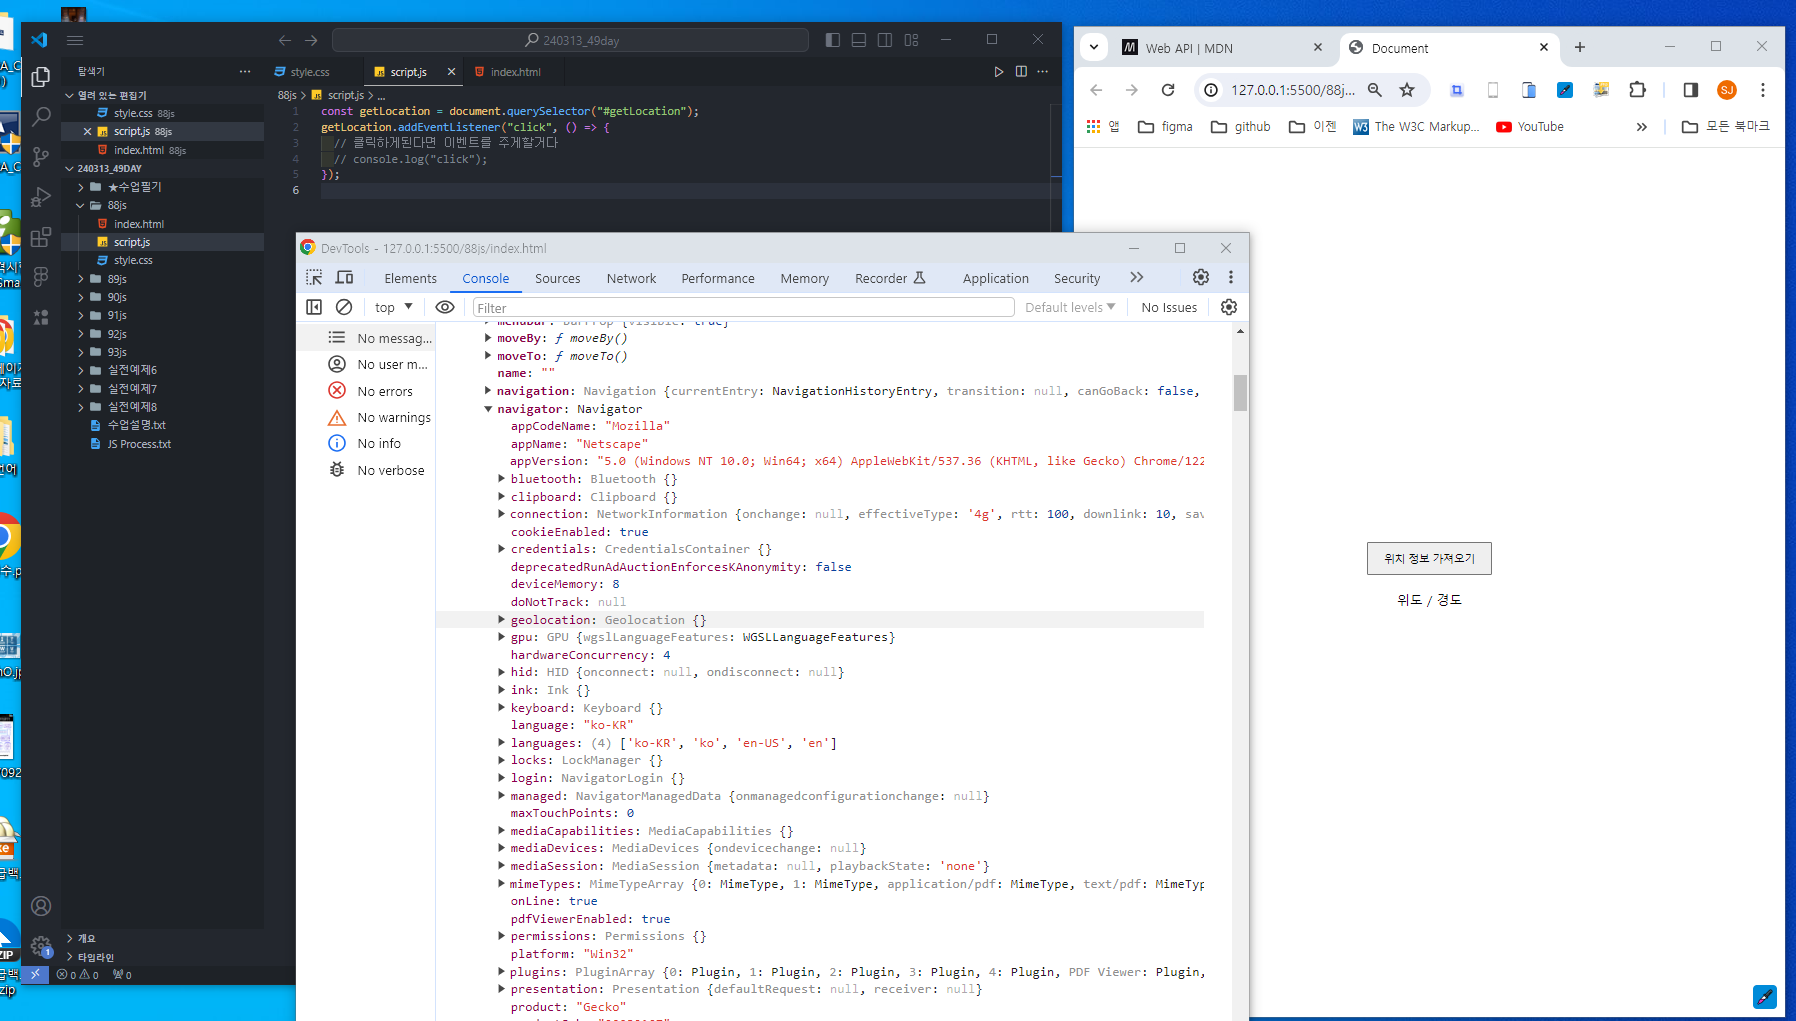 240313_49day
탐색기
style.css
script.js
index.html
열려 있는 편집기
style.css 88js
script.js 88js
index.html 88js
240313_49DAY
★수업필기
88js
index.html
script.js
style.css
89js
90js
91js
92js
93js
실전예제6
실전예제7
실전예제8
수업설명.txt
JS Process.txt
개요
타임라인
0 0 0
88js > script.js > ...
1 const getLocation = document.querySelector("#getLocation");
2 getLocation.addEventListener("click", () => {
3 // 클릭하게된다면 이벤트를 주게할거다
4 // console.log("click");
5 });
6
DevTools - 127.0.0.1:5500/88js/index.html
Elements Console Sources Network Performance Memory Recorder Application Security
top Filter Default levels No Issues
No messag...
No user m...
No errors
No warnings
No info
No verbose
menubar: BarProp {visible: true}
moveBy: ƒ moveBy()
moveTo: ƒ moveTo()
name: ""
navigation: Navigation {currentEntry: NavigationHistoryEntry, transition: null, canGoBack: false,
navigator: Navigator
appCodeName: "Mozilla"
appName: "Netscape"
appVersion: "5.0 (Windows NT 10.0; Win64; x64) AppleWebKit/537.36 (KHTML, like Gecko) Chrome/122
bluetooth: Bluetooth {}
clipboard: Clipboard {}
connection: NetworkInformation {onchange: null, effectiveType: '4g', rtt: 100, downlink: 10, sav
cookieEnabled: true
credentials: CredentialsContainer {}
deprecatedRunAdAuctionEnforcesKAnonymity: false
deviceMemory: 8
doNotTrack: null
geolocation: Geolocation {}
gpu: GPU {wgslLanguageFeatures: WGSLLanguageFeatures}
hardwareConcurrency: 4
hid: HID {onconnect: null, ondisconnect: null}
ink: Ink {}
keyboard: Keyboard {}
language: "ko-KR"
languages: (4) ['ko-KR', 'ko', 'en-US', 'en']
locks: LockManager {}
login: NavigatorLogin {}
managed: NavigatorManagedData {onmanagedconfigurationchange: null}
maxTouchPoints: 0
mediaCapabilities: MediaCapabilities {}
mediaDevices: MediaDevices {ondevicechange: null}
mediaSession: MediaSession {metadata: null, playbackState: 'none'}
mimeTypes: MimeTypeArray {0: MimeType, 1: MimeType, application/pdf: MimeType, text/pdf: MimeTyp
onLine: true
pdfViewerEnabled: true
permissions: Permissions {}
platform: "Win32"
plugins: PluginArray {0: Plugin, 1: Plugin, 2: Plugin, 3: Plugin, 4: Plugin, PDF Viewer: Plugin,
presentation: Presentation {defaultRequest: null, receiver: null}
product: "Gecko"
Web API | MDN
Document
127.0.0.1:5500/88j...
SJ
앱 figma github 이젠 The W3C Markup... YouTube
모든 북마크
위치 정보 가져오기
위도 / 경도